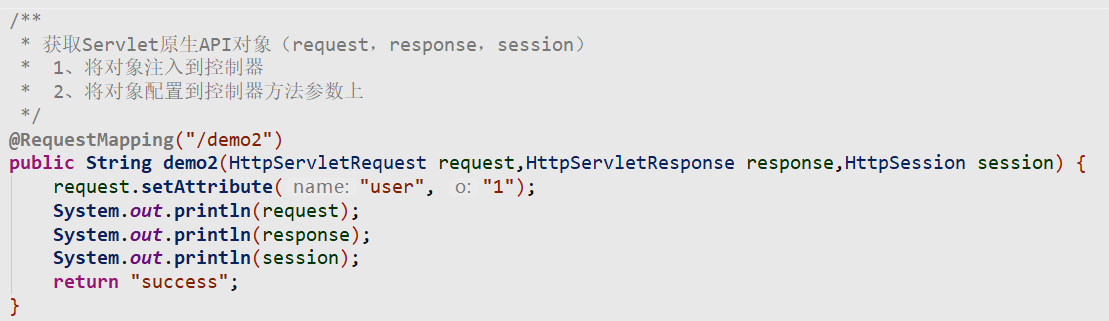 /**
 * 获取Servlet原生API对象（request，response，session）
 *  1、将对象注入到控制器
 *  2、将对象配置到控制器方法参数上
 */
@RequestMapping("/demo2")
public String demo2(HttpServletRequest request,HttpServletResponse response,HttpSession session) {
    request.setAttribute( name: "user",  o: "1");
    System.out.println(request);
    System.out.println(response);
    System.out.println(session);
    return "success";
}